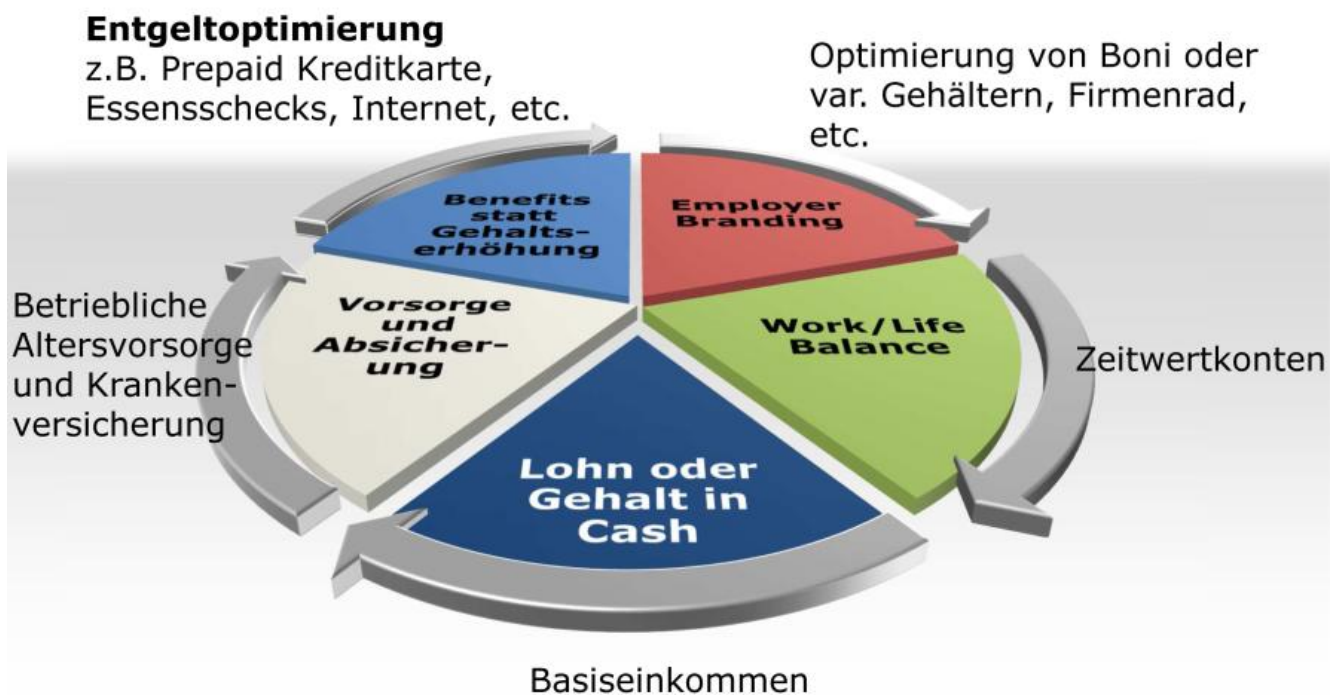 Entgeltoptimierung
z.B. Prepaid Kreditkarte,
Essensschecks, Internet, etc.
Optimierung von Boni oder
var. Gehältern, Firmenrad,
etc.
Benefits
statt
Gehalts-
erhöhung
Employer
Branding
Betriebliche
Altersvorsorge
und Kranken-
versicherung
Vorsorge
und
Absicher-
ung
Work/Life
Balance
Zeitwertkonten
Lohn oder
Gehalt in
Cash
Basiseinkommen